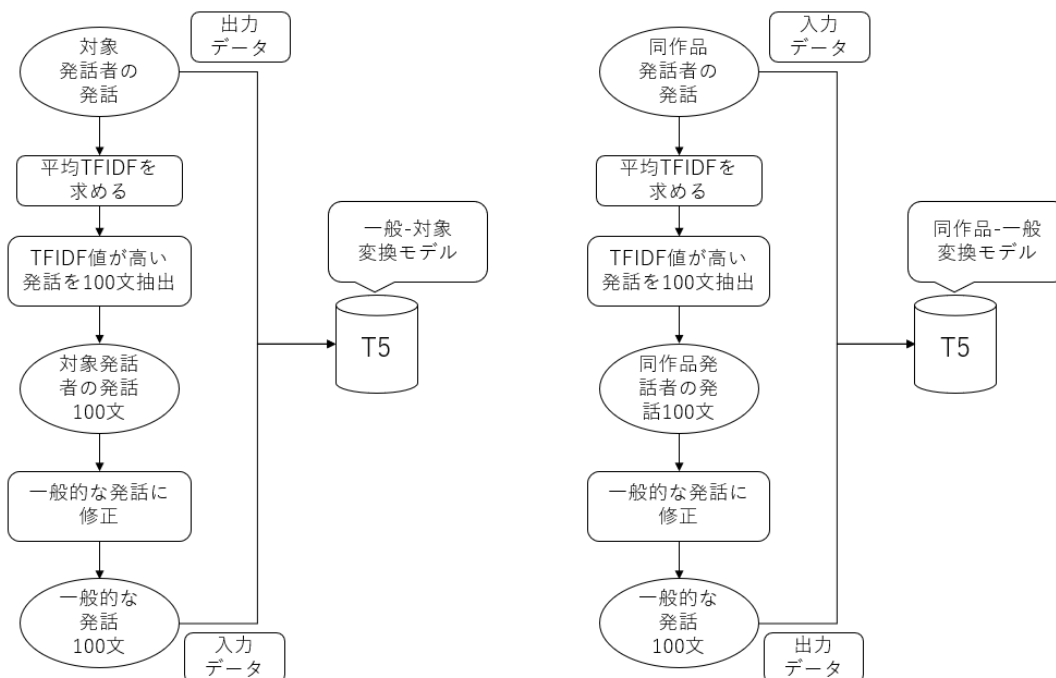 出力
データ
対象
発話者の
発話
平均TFIDFを
求める
TFIDF値が高い
発話を100文抽出
対象発話
者の発話
100文
一般的な発話に
修正
一般的な
発話
100文
入力
データ
一般-対象
変換モデル
T5
入力
データ
同作品
発話者の
発話
平均TFIDFを
求める
TFIDF値が高い
発話を100文抽出
同作品発
話者の発
話100文
一般的な発話に
修正
一般的な
発話
100文
出力
データ
同作品-一般
変換モデル
T5